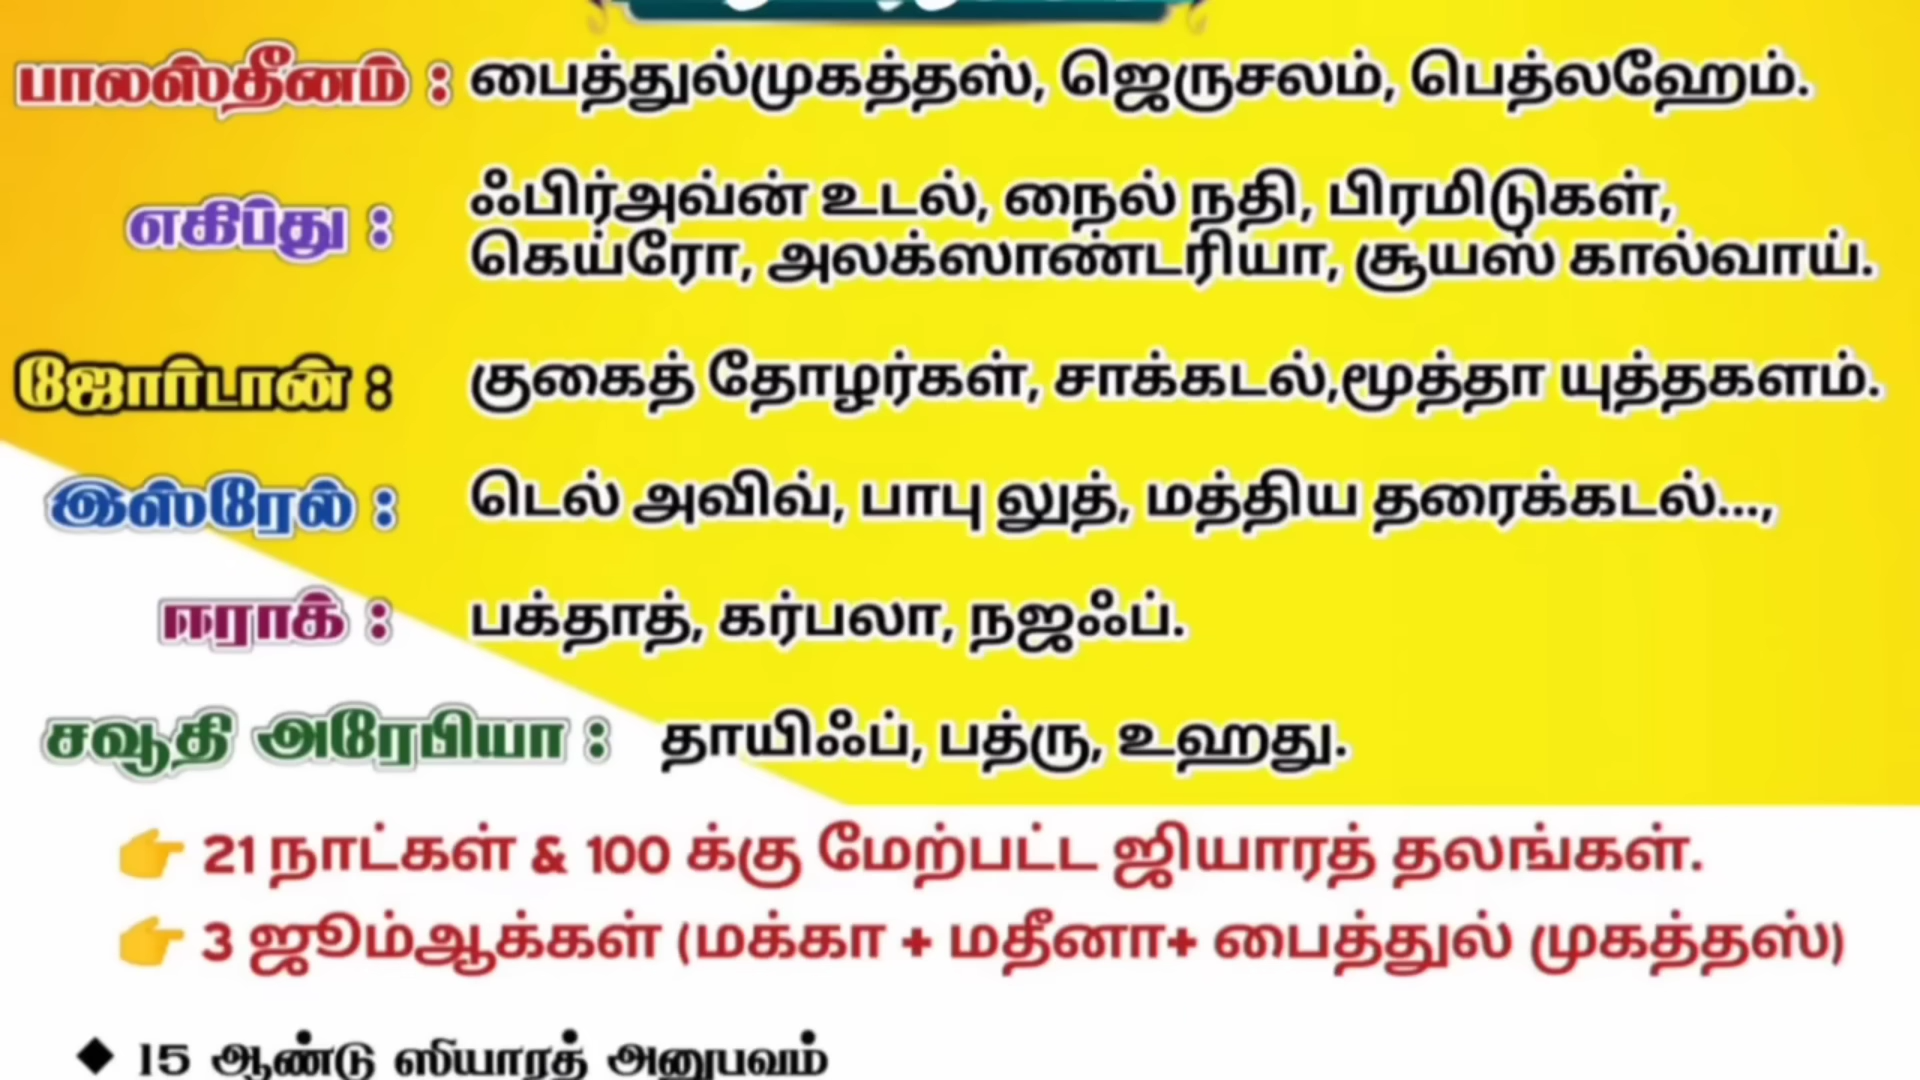 பாலஸ்தீனம் : பைத்துல்முகத்தஸ், ஜெருசலம், பெத்லஹேம்.
எகிப்து : ஃபிர்அவ்ன் உடல், நைல் நதி, பிரமிடுகள்,
கெய்ரோ, அலக்ஸாண்டரியா, சூயஸ் கால்வாய்.
ஜோர்டான் : குகைத் தோழர்கள், சாக்கடல்,மூத்தா யுத்தகளம்.
இஸ்ரேல் : டெல் அவிவ், பாபு லுத், மத்திய தரைக்கடல்...,
ஈராக் : பக்தாத், கர்பலா, நஜஃப்.
சவூதி அரேபியா : தாயிஃப், பத்ரு, உஹது.
👉 21 நாட்கள் & 100 க்கு மேற்பட்ட ஜியாரத் தலங்கள்.
👉 3 ஜூம்ஆக்கள் (மக்கா + மதீனா+ பைத்துல் முகத்தஸ்)
◆ 15 ஆண்டு ஸியாரத் அனுபவம்